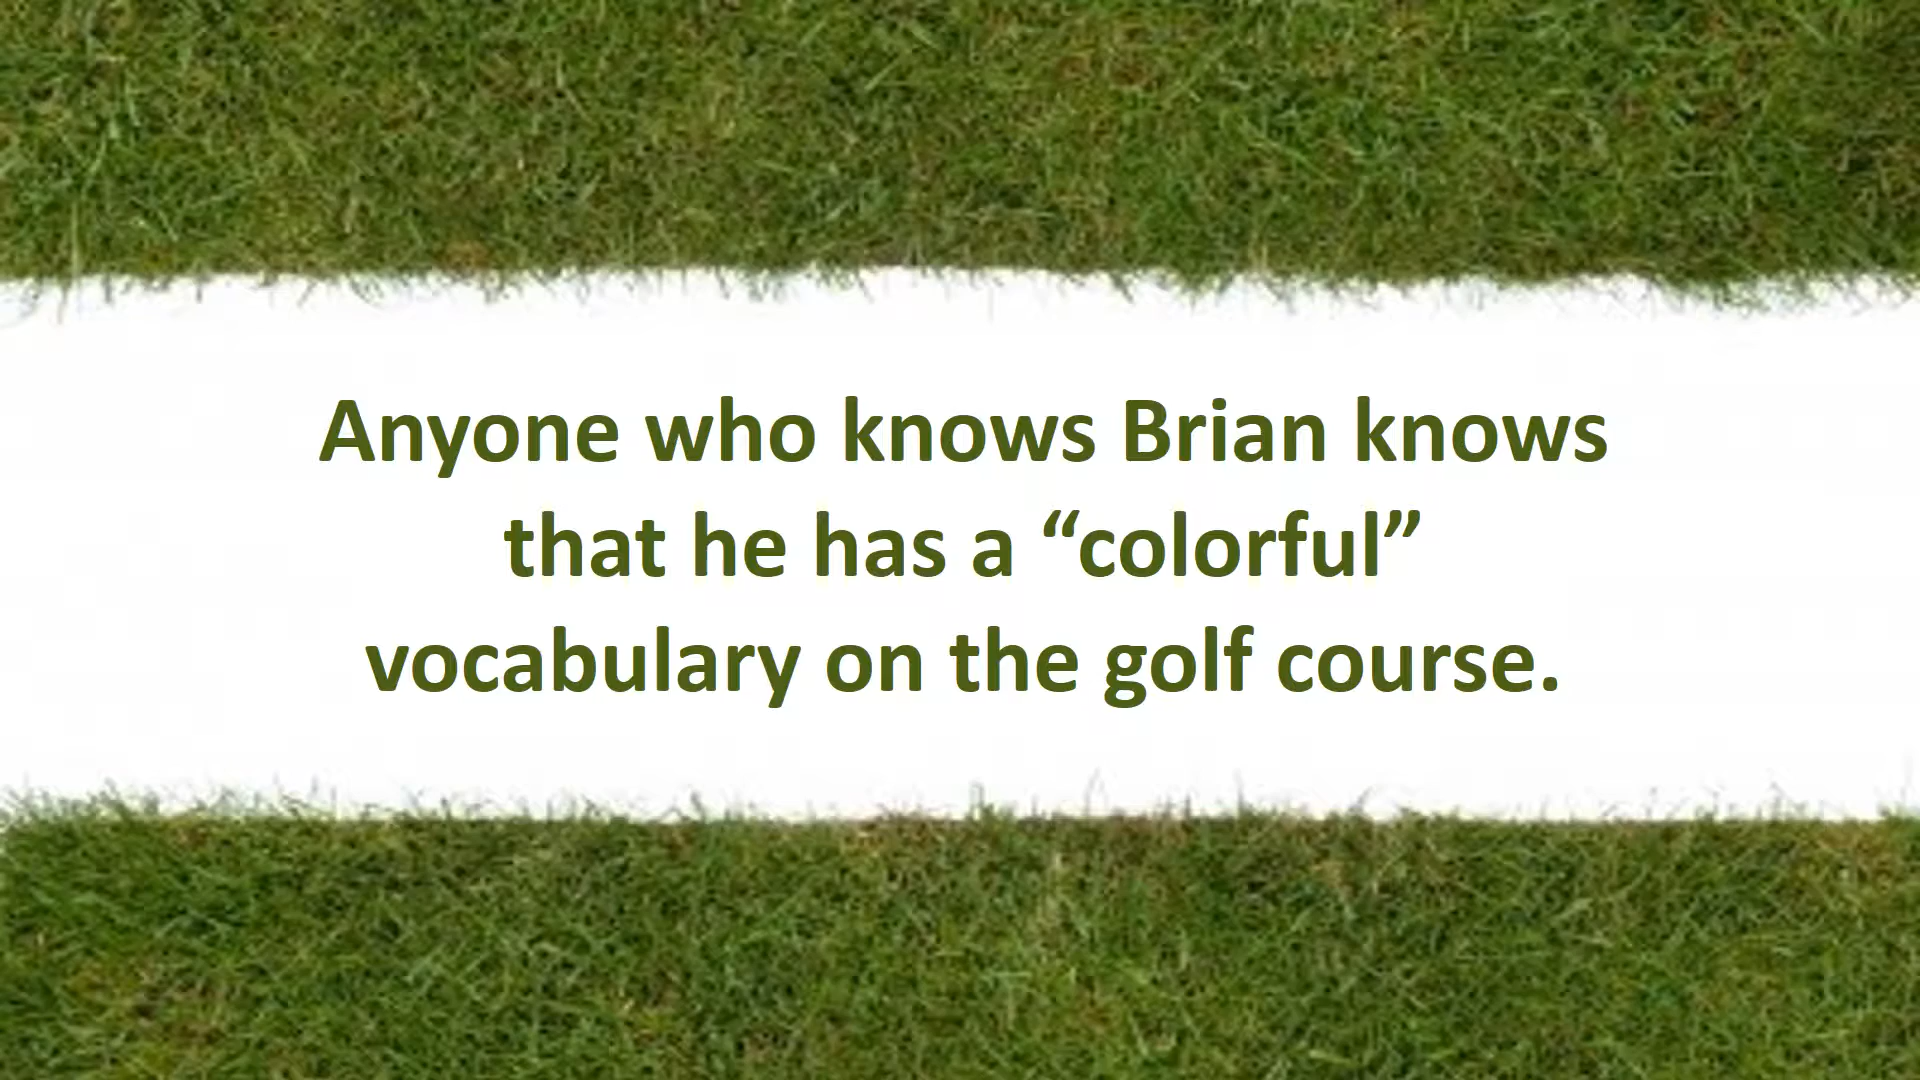 Anyone who knows Brian knows
that he has a “colorful”
vocabulary on the golf course.